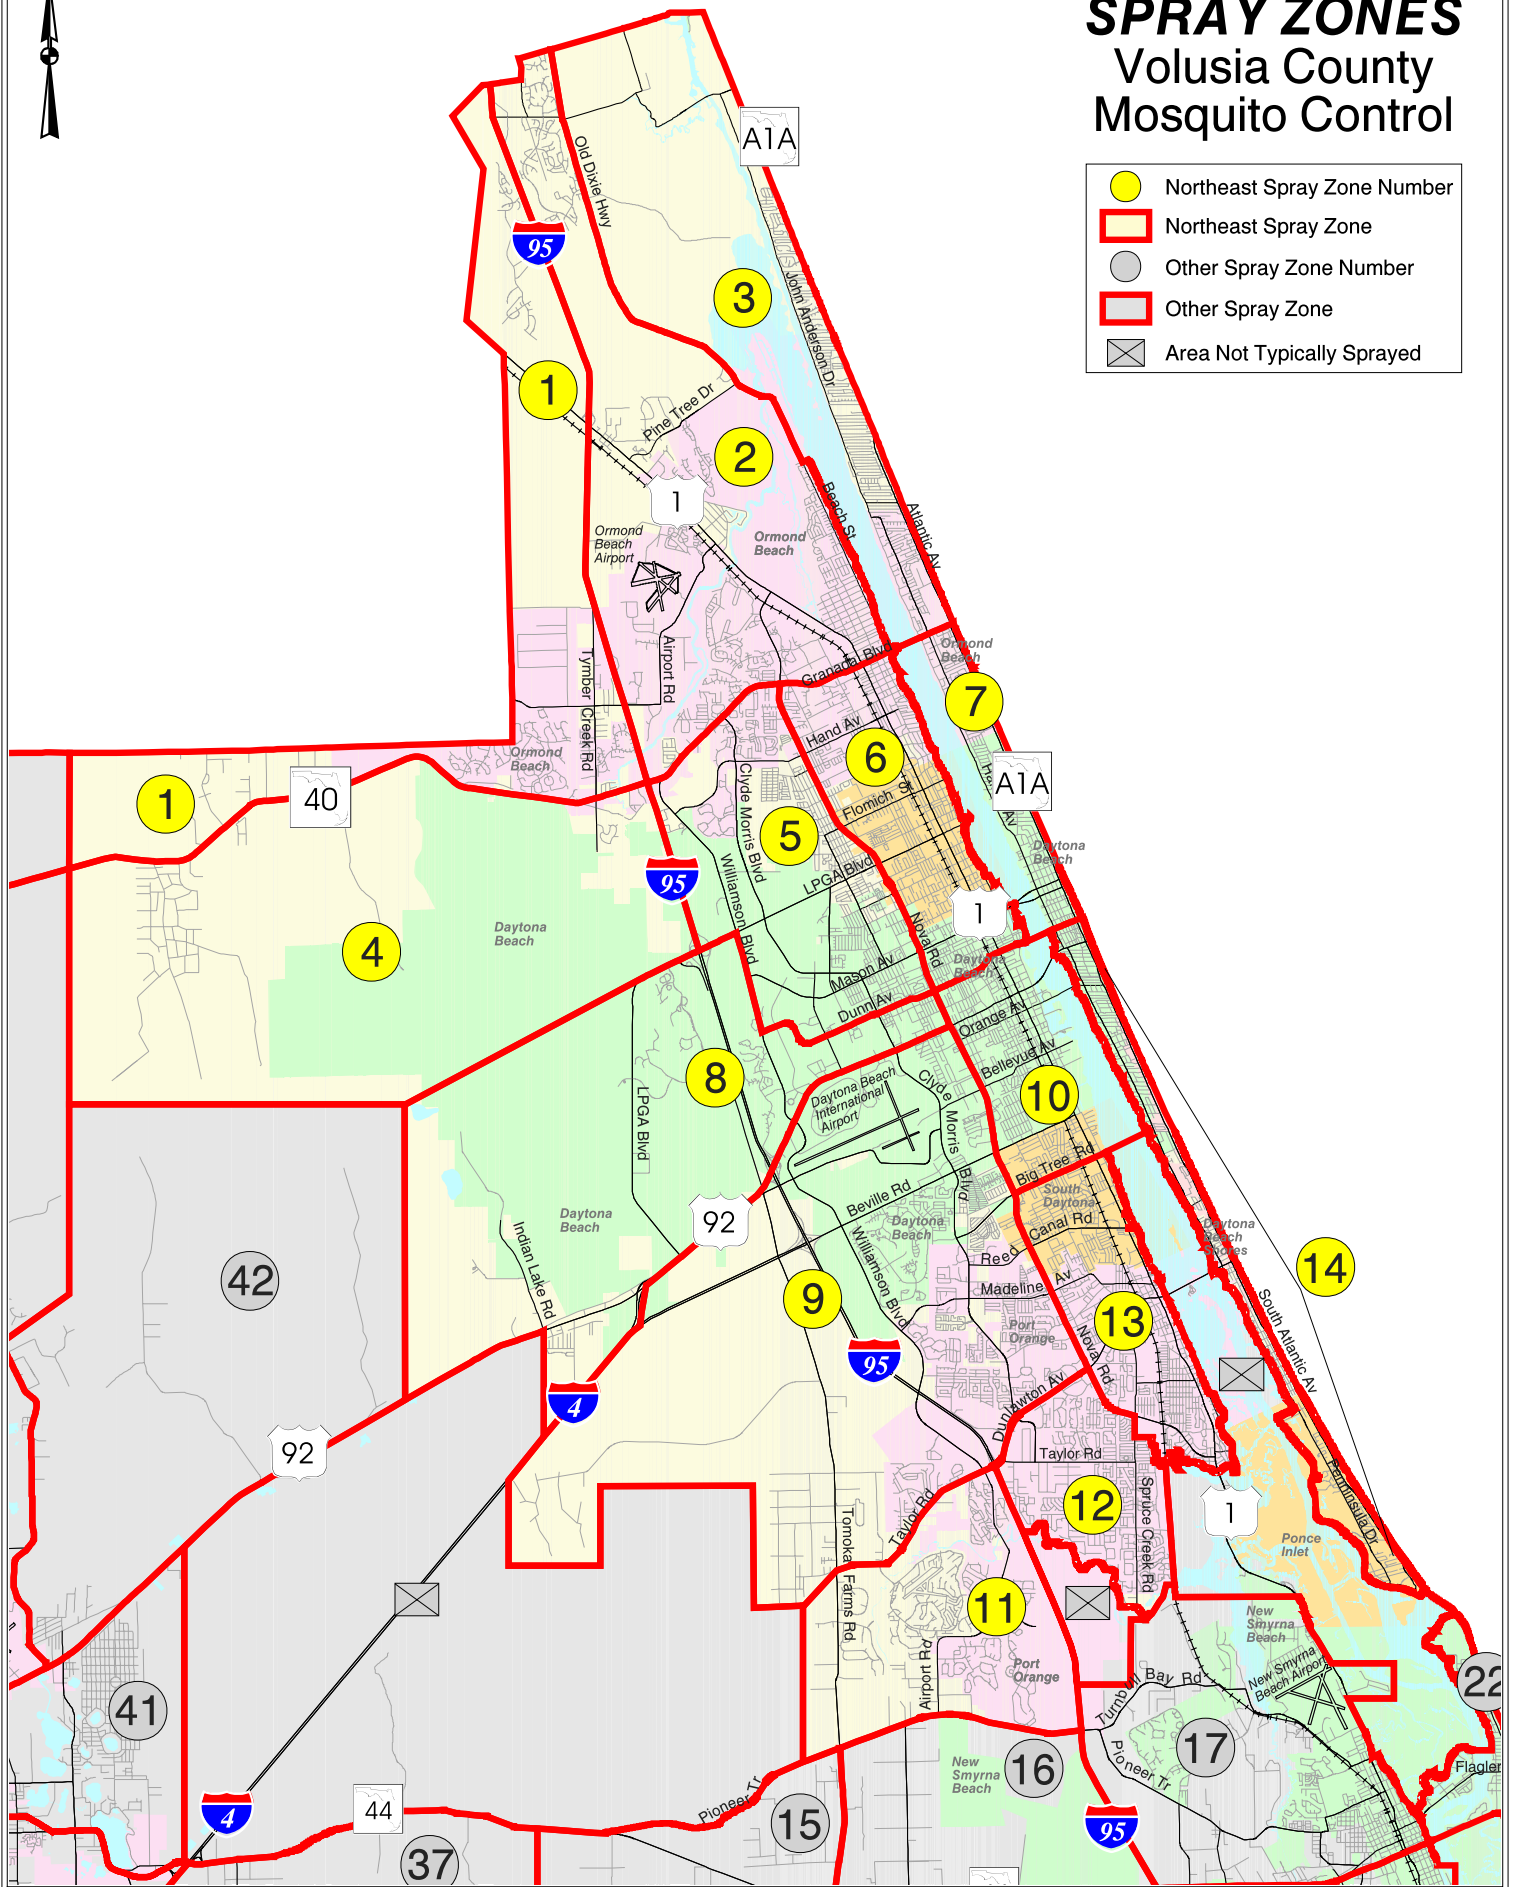 SPRAY ZONES
Volusia County
Mosquito Control
Northeast Spray Zone Number
Northeast Spray Zone
Other Spray Zone Number
Other Spray Zone
Area Not Typically Sprayed
A1A
Old Dixie Hwy
95
3
John Anderson Dr
1
Pine Tree Dr
2
1
Beach St
Atlantic Av
Ormond
Beach
Airport
Ormond
Beach
Airport Rd
Tymber Creek Rd
Granada Blvd
Ormond
Beach
7
Hand Av
6
Ormond
Beach
A1A
1
40
Clyde Morris Blvd
Flomich St
5
Daytona
Beach
LPGA Blvd
95
Williamson Blvd
1
Nova Rd
Daytona
Beach
4
Daytona
Beach
Mason Av
Dunn Av
Orange Av
Bellevue Av
8
Daytona Beach
International
Airport
Clyde Morris Blvd
10
LPGA Blvd
Big Tree Rd
Beville Rd
South
Daytona
92
Daytona
Beach
Daytona
Beach
Canal Rd
Reed
Daytona
Beach
Shores
Indian Lake Rd
Williamson Blvd
14
42
9
Madeline Av
South Atlantic Av
13
Port
Orange
Nova Rd
95
4
Dunlawton Av
92
Taylor Rd
Penninsula Dr
12
Spruce Creek Rd
1
Taylor Rd
Tomoka Farms Rd
Ponce
Inlet
11
New
Smyrna
Beach
Airport Rd
Port
Orange
New Smyrna
Beach Airport
Turnbull Bay Rd
22
41
17
Pioneer Tr
16
New
Smyrna
Beach
Flagler
4
44
Pioneer Tr
15
95
37